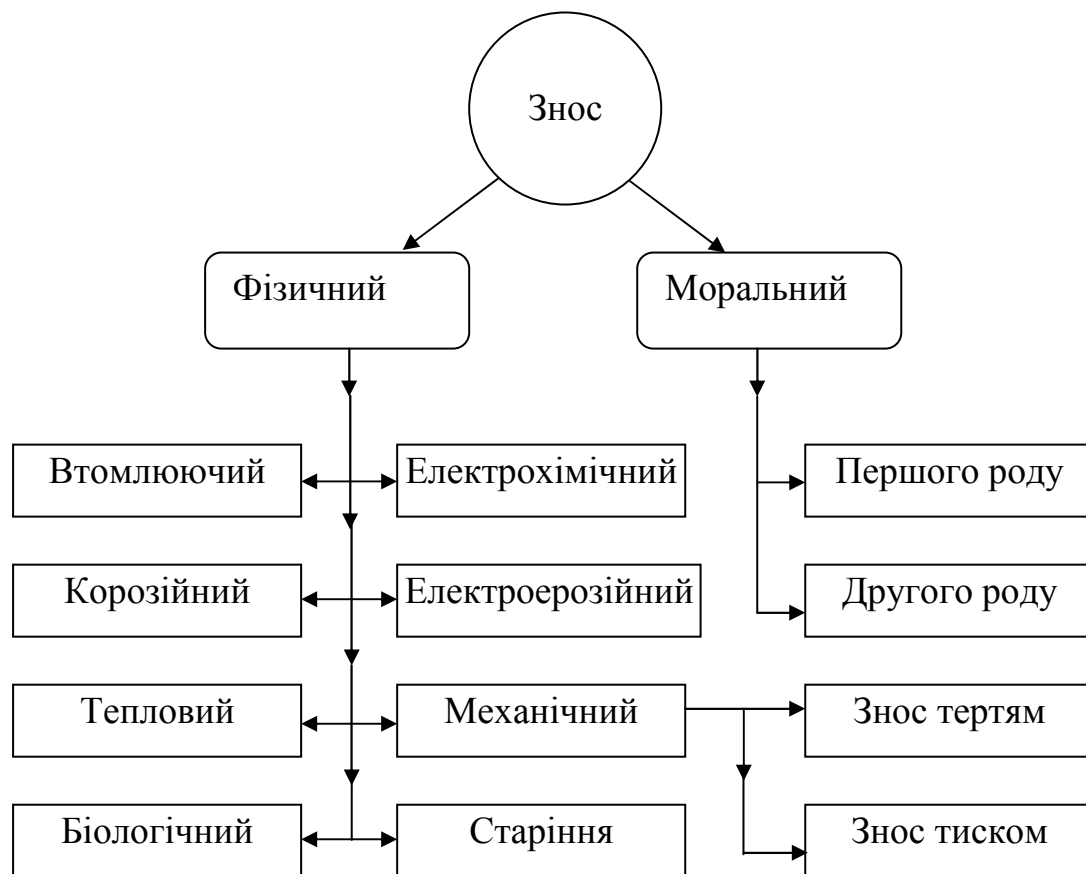 Знос
Фізичний
Моральний
Втомлюючий
Електрохімічний
Першого роду
Корозійний
Електроерозійний
Другого роду
Тепловий
Механічний
Знос тертям
Біологічний
Старіння
Знос тиском